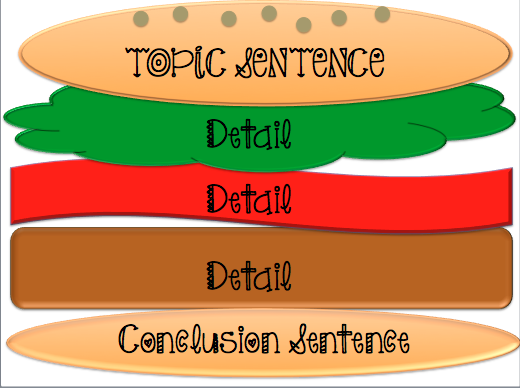 Topic Sentence
Detail
Detail
Detail
Conclusion Sentence